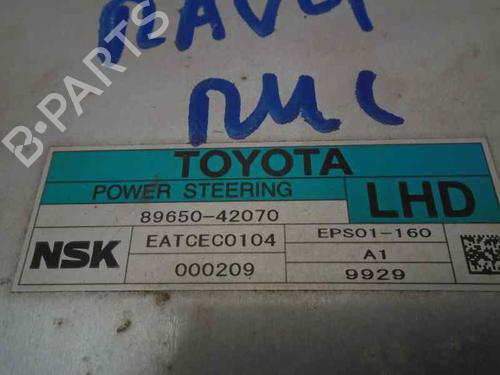 RAV4
B-PARTS
TOYOTA
POWER STEERING
LHD
89650-42070
NSK
EATCEC0104
EPS01-160
000209
A1
9929